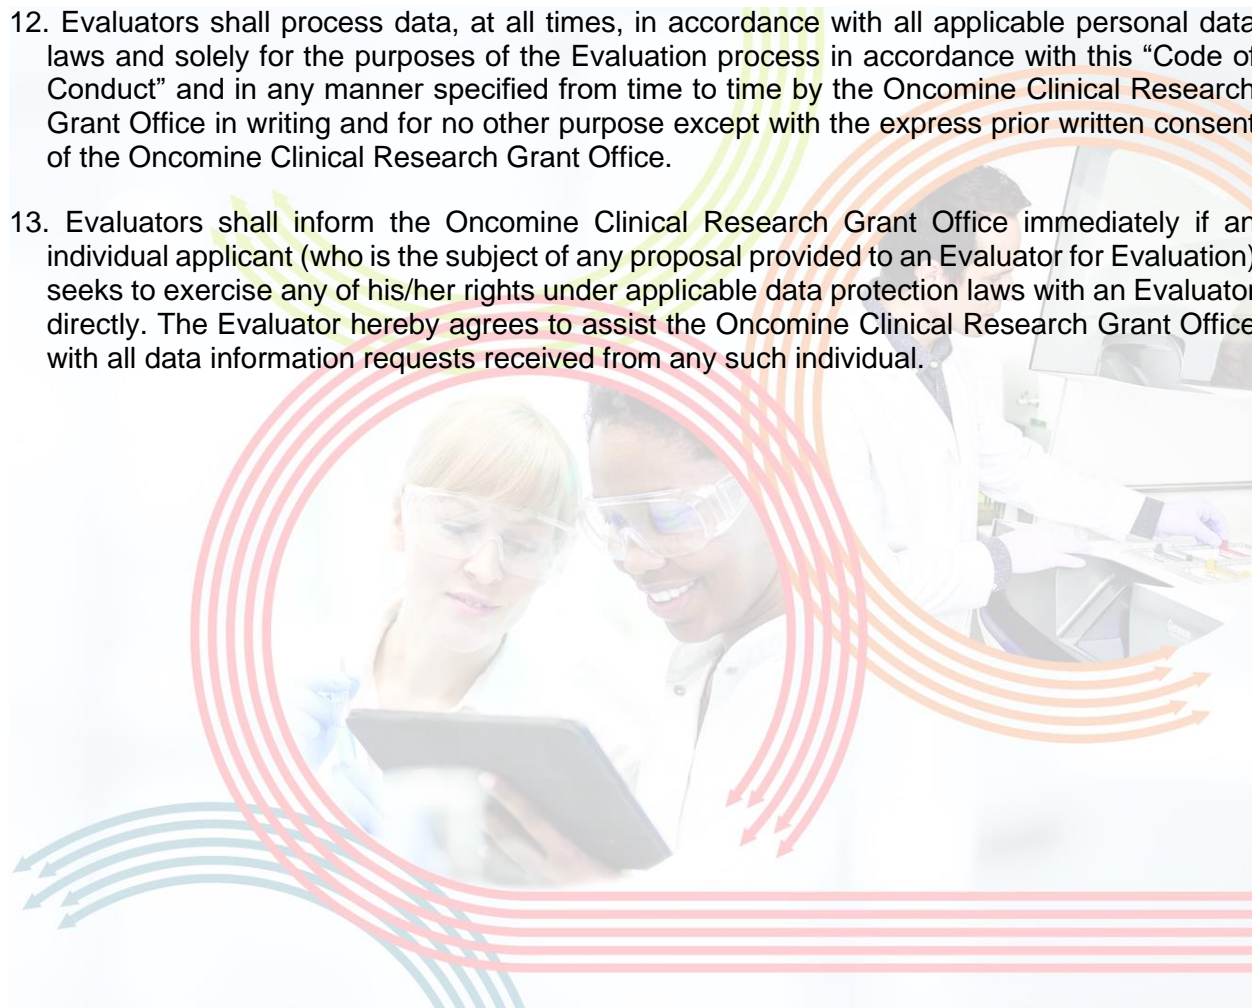 12. Evaluators shall process data, at all times, in accordance with all applicable personal data
laws and solely for the purposes of the Evaluation process in accordance with this “Code of
Conduct” and in any manner specified from time to time by the Oncomine Clinical Research
Grant Office in writing and for no other purpose except with the express prior written consent
of the Oncomine Clinical Research Grant Office.
13. Evaluators shall inform the Oncomine Clinical Research Grant Office immediately if an
individual applicant (who is the subject of any proposal provided to an Evaluator for Evaluation)
seeks to exercise any of his/her rights under applicable data protection laws with an Evaluator
directly. The Evaluator hereby agrees to assist the Oncomine Clinical Research Grant Office
with all data information requests received from any such individual.